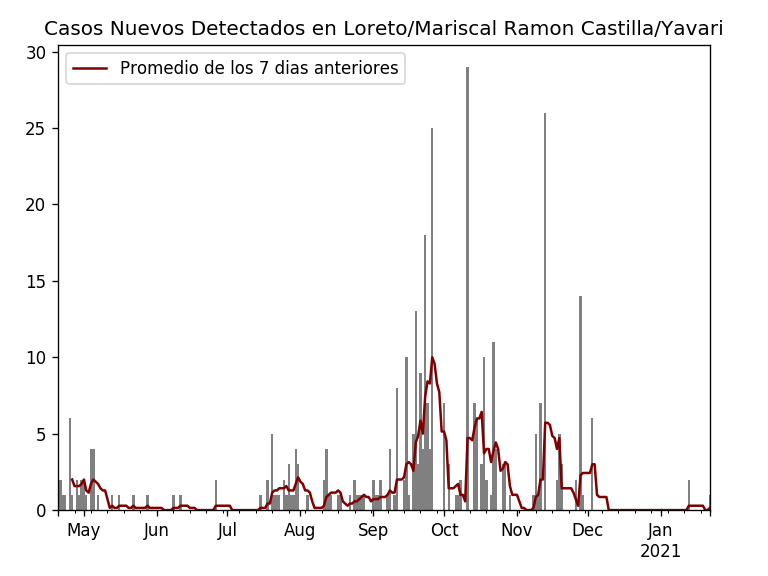 Casos Nuevos Detectados en Loreto/Mariscal Ramon Castilla/Yavari
Promedio de los 7 dias anteriores
30
25
20
15
10
5
0
May Jun Jul Aug Sep Oct Nov Dec Jan
2021